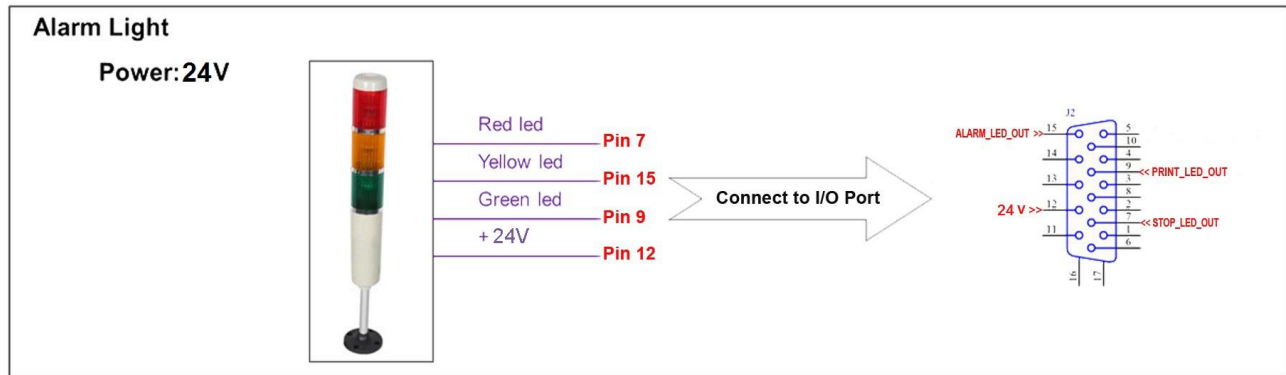 Alarm Light
Power:24V
Red led
Pin 7
Yellow led
Pin 15
Green led
Pin 9
+24V
Pin 12
Connect to I/O Port
J2
ALARM_LED_OUT >> 15
5
10
14
4
9 << PRINT_LED_OUT
13
3
8
24 V >> 12
2
7 << STOP_LED_OUT
11
1
6
16
17